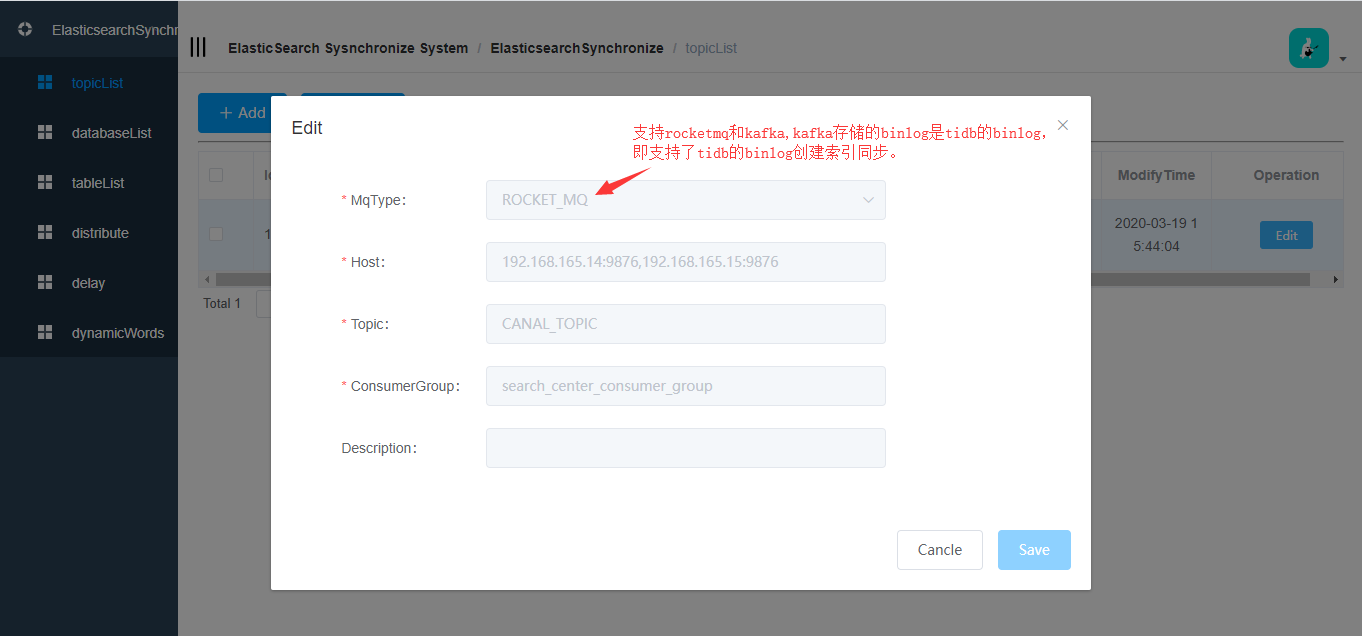 ElasticsearchSynchr
topicList
databaseList
tableList
distribute
delay
dynamicWords
ElasticSearch Sysnchronize System / ElasticsearchSynchronize / topicList
+ Add
ModifyTime
Operation
1
2020-03-19 1
5:44:04
Edit
Total 1
Edit
支持rocketmq和kafka,kafka存储的binlog是tidb的binlog,
即支持了tidb的binlog创建索引同步。
* MqType:
ROCKET_MQ
* Host:
192.168.165.14:9876,192.168.165.15:9876
* Topic:
CANAL_TOPIC
* ConsumerGroup:
search_center_consumer_group
Description:
Cancle
Save